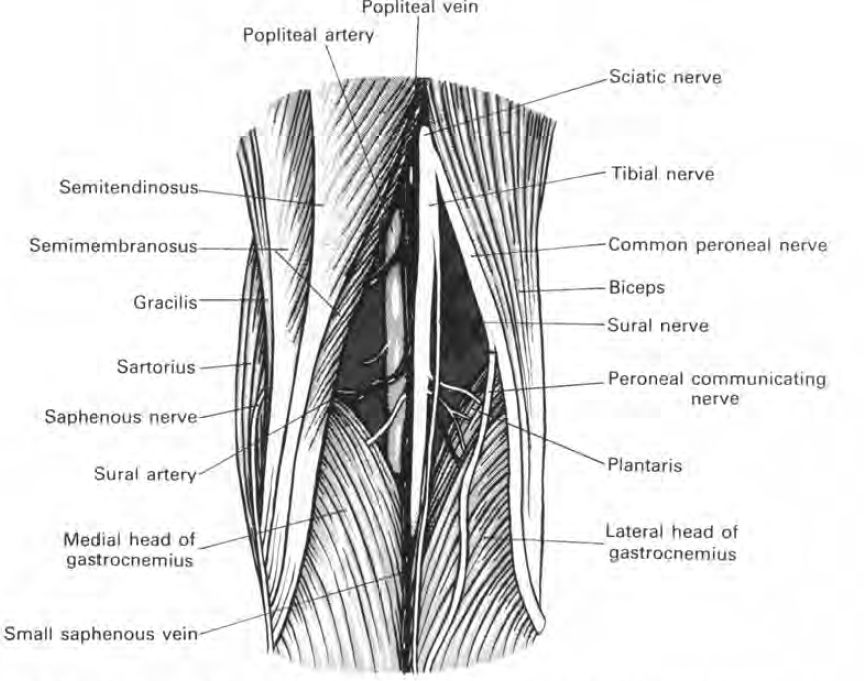 Popliteal vein
Popliteal artery
Sciatic nerve
Tibial nerve
Semitendinosus
Semimembranosus
Common peroneal nerve
Biceps
Gracilis
Sural nerve
Sartorius
Peroneal communicating
nerve
Saphenous nerve
Sural artery
Plantaris
Medial head of
gastrocnemius
Lateral head of
gastrocnemius
Small saphenous vein